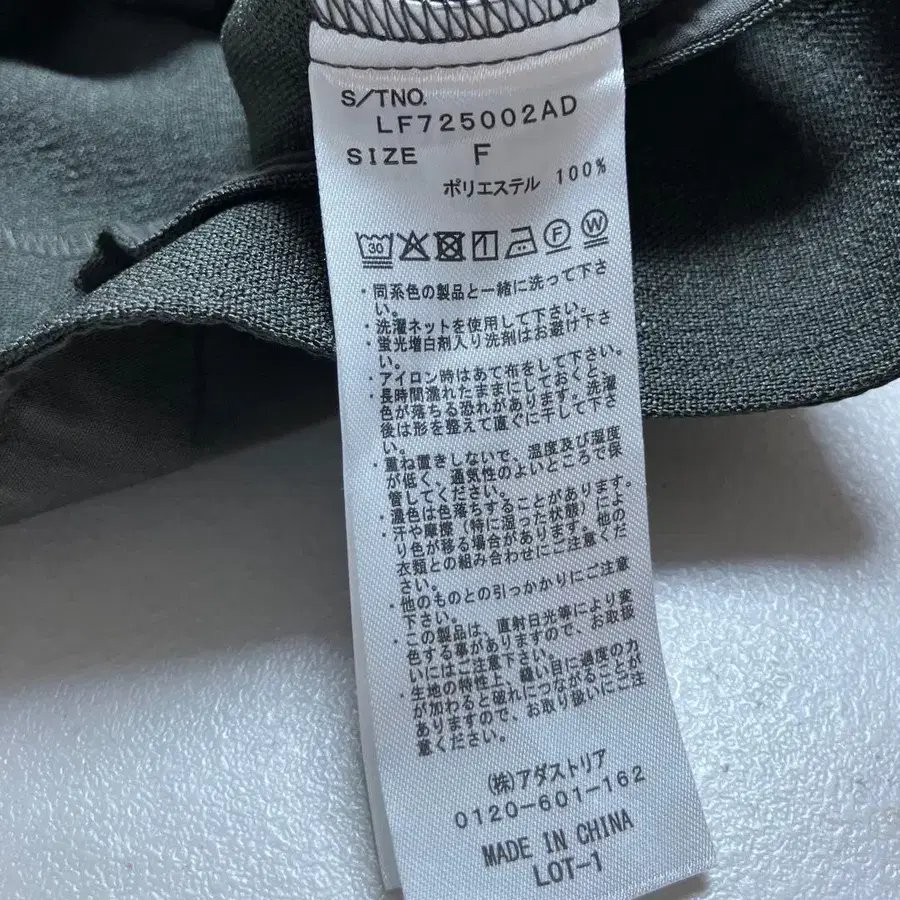 S/TNO.
LF725002AD
SIZE F
ポリエステル 100%
30 F W
・同系色の製品と一緒に洗って下さ
い。
・洗濯ネットを使用して下さい。
・蛍光増白剤入り洗剤はお避け下さ
い。
・アイロン時はあて布をして下さい。
・長時間濡れたままにしておくと、
色が落ちる恐れがあります。洗濯
後は形を整えて直ぐに干して下さ
い。
・重ね置きしないで、温度及び湿度
が低く、通気性のよいところで保
管してください。
・濃色は色落ちすることがあります。
・汗や摩擦（特に湿った状態）によ
り色が移る場合があります。他の
衣類との組み合わせにご注意くだ
さい。
・他のものとの引っかかりにご注意
下さい。
・この製品は、直射日光等により変
色する事がありますので、お取扱
いにはご注意下さい。
・生地の特性上、縫い目に過度の力
が加わると破れにつながることが
ありますので、お取り扱いにご注
意ください。
(株)アダストリア
0120-601-162
MADE IN CHINA
LOT-1